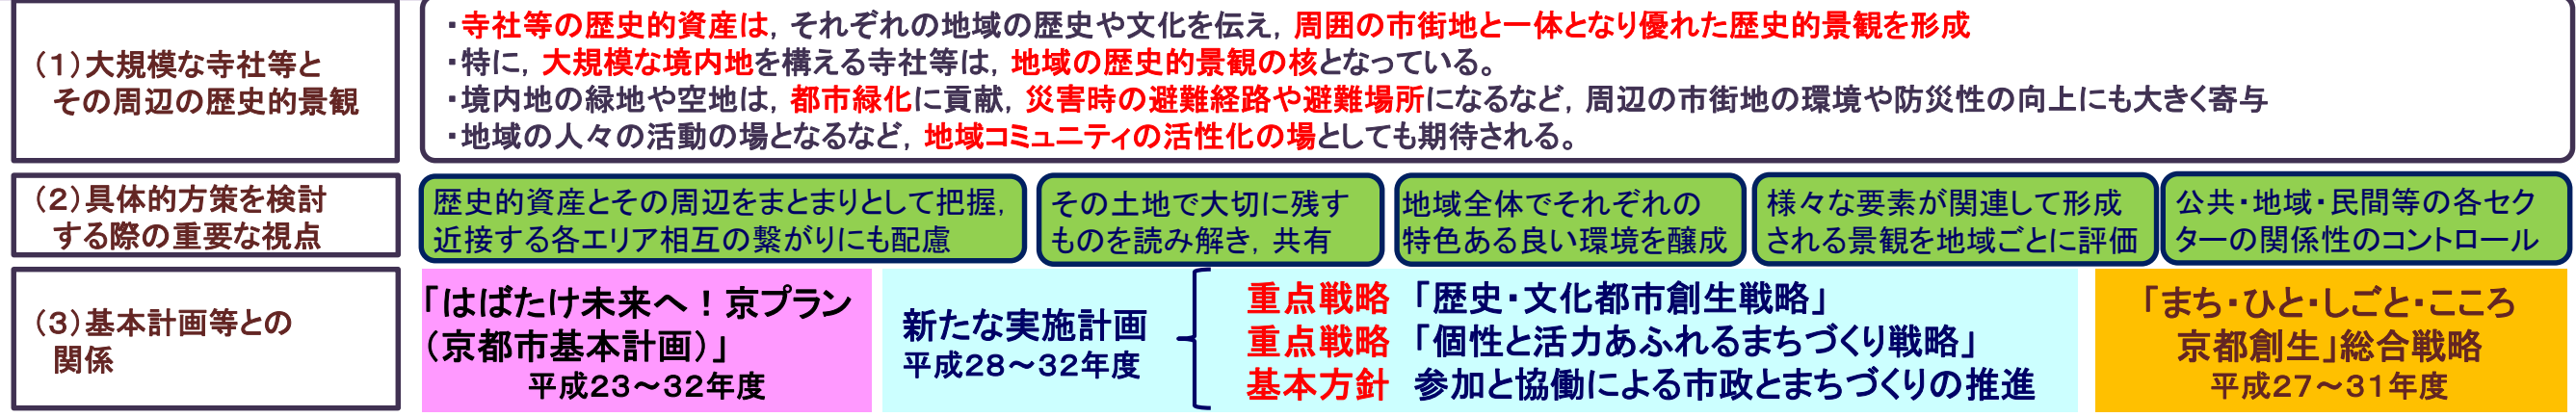 (1)大規模な寺社等と
その周辺の歴史的景観
・寺社等の歴史的資産は，それぞれの地域の歴史や文化を伝え，周囲の市街地と一体となり優れた歴史的景観を形成
・特に，大規模な境内地を構える寺社等は，地域の歴史的景観の核となっている。
・境内地の緑地や空地は，都市緑化に貢献，災害時の避難経路や避難場所になるなど，周辺の市街地の環境や防災性の向上にも大きく寄与
・地域の人々の活動の場となるなど，地域コミュニティの活性化の場としても期待される。
(2)具体的方策を検討
する際の重要な視点
歴史的資産とその周辺をまとまりとして把握，
近接する各エリア相互の繋がりにも配慮
その土地で大切に残す
ものを読み解き，共有
地域全体でそれぞれの
特色ある良い環境を醸成
様々な要素が関連して形成
される景観を地域ごとに評価
公共・地域・民間等の各セク
ターの関係性のコントロール
(3)基本計画等との
関係
「はばたけ未来へ！京プラン
(京都市基本計画)」
平成23～32年度
新たな実施計画
平成28～32年度
重点戦略 「歴史・文化都市創生戦略」
重点戦略 「個性と活力あふれるまちづくり戦略」
基本方針 参加と協働による市政とまちづくりの推進
「まち・ひと・しごと・こころ
京都創生」総合戦略
平成27～31年度